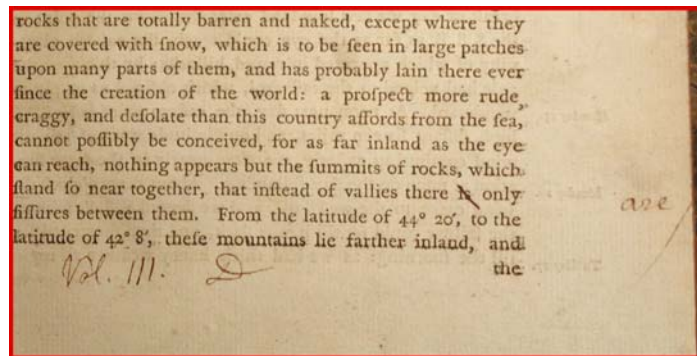 rocks that are totally barren and naked, except where they
are covered with ſnow, which is to be ſeen in large patches
upon many parts of them, and has probably lain there ever
ſince the creation of the world: a proſpect more rude,
craggy, and deſolate than this country affords from the ſea,
cannot poſſibly be conceived, for as far inland as the eye
can reach, nothing appears but the ſummits of rocks, which
ſtand ſo near together, that inſtead of vallies there is only
are
fiſſures between them. From the latitude of 44° 20′, to the
latitude of 42° 8′, theſe mountains lie farther inland, and
Vol. III. D
the